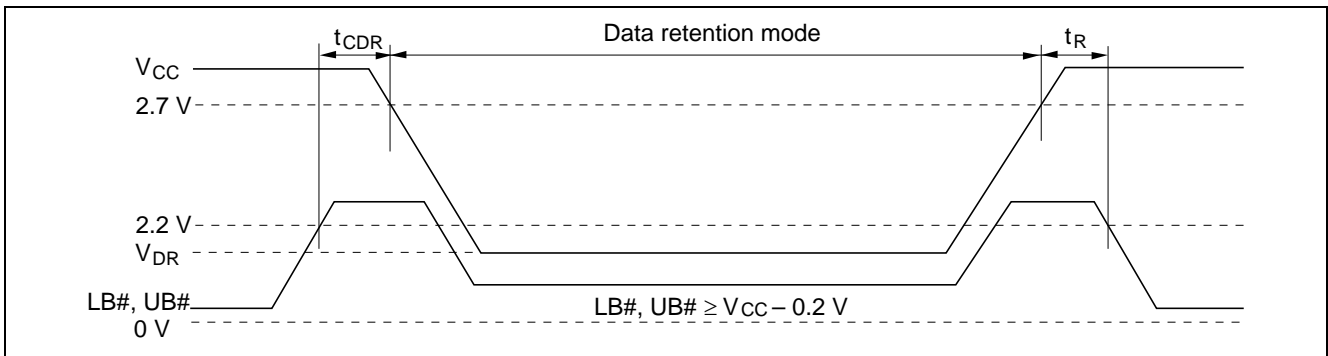 tCDR Data retention mode tR
VCC
2.7 V
2.2 V
VDR
LB#, UB#
LB#, UB# ≥ VCC – 0.2 V
0 V